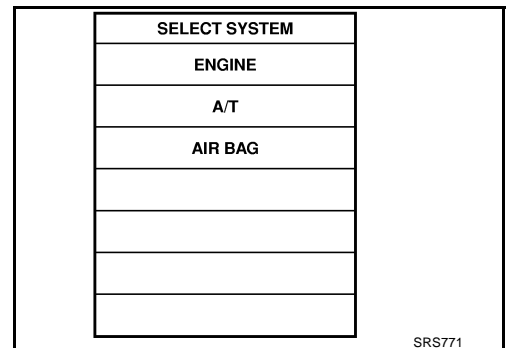 SELECT SYSTEM
ENGINE
A/T
AIR BAG
SRS771